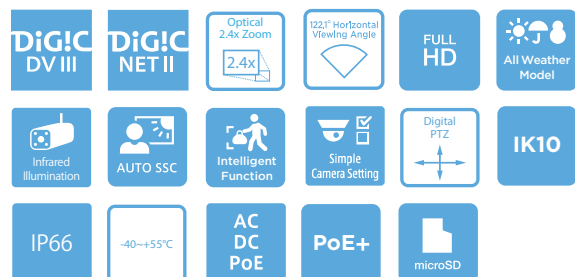 DiG!C
DV III
DiG!C
NET II
Optical
2.4x Zoom
2.4x
122,1° Horizontal
Viewing Angle
FULL
HD
All Weather
Model
Infrared
Illumination
AUTO SSC
Intelligent
Function
Simple
Camera Setting
Digital
PTZ
IK10
IP66
-40~+55°C
AC
DC
PoE
PoE+
microSD